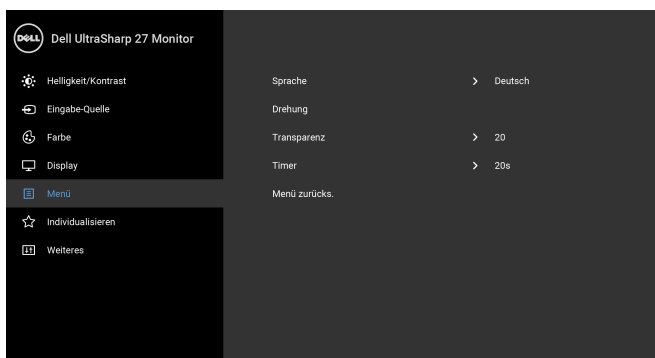 DELL Dell UltraSharp 27 Monitor
Helligkeit/Kontrast
Eingabe-Quelle
Farbe
Display
Menü
Individualisieren
Weiteres
Sprache > Deutsch
Drehung
Transparenz > 20
Timer > 20s
Menü zurücks.